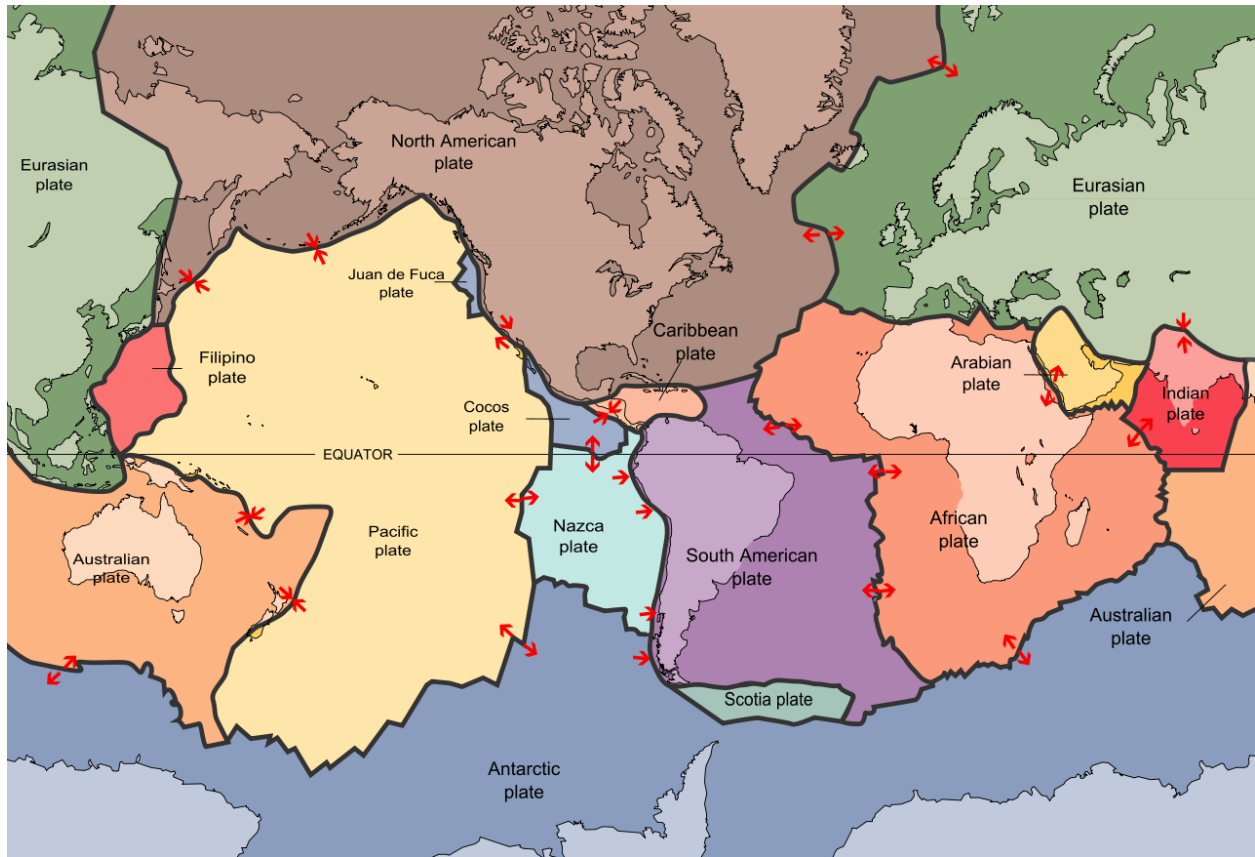 North American
plate
Eurasian
plate
Eurasian
plate
Juan de Fuca
plate
Caribbean
plate
Filipino
plate
Arabian
plate
Indian
plate
Cocos
plate
EQUATOR
Nazca
plate
Pacific
plate
African
plate
South American
plate
Australian
plate
Australian
plate
Scotia plate
Antarctic
plate